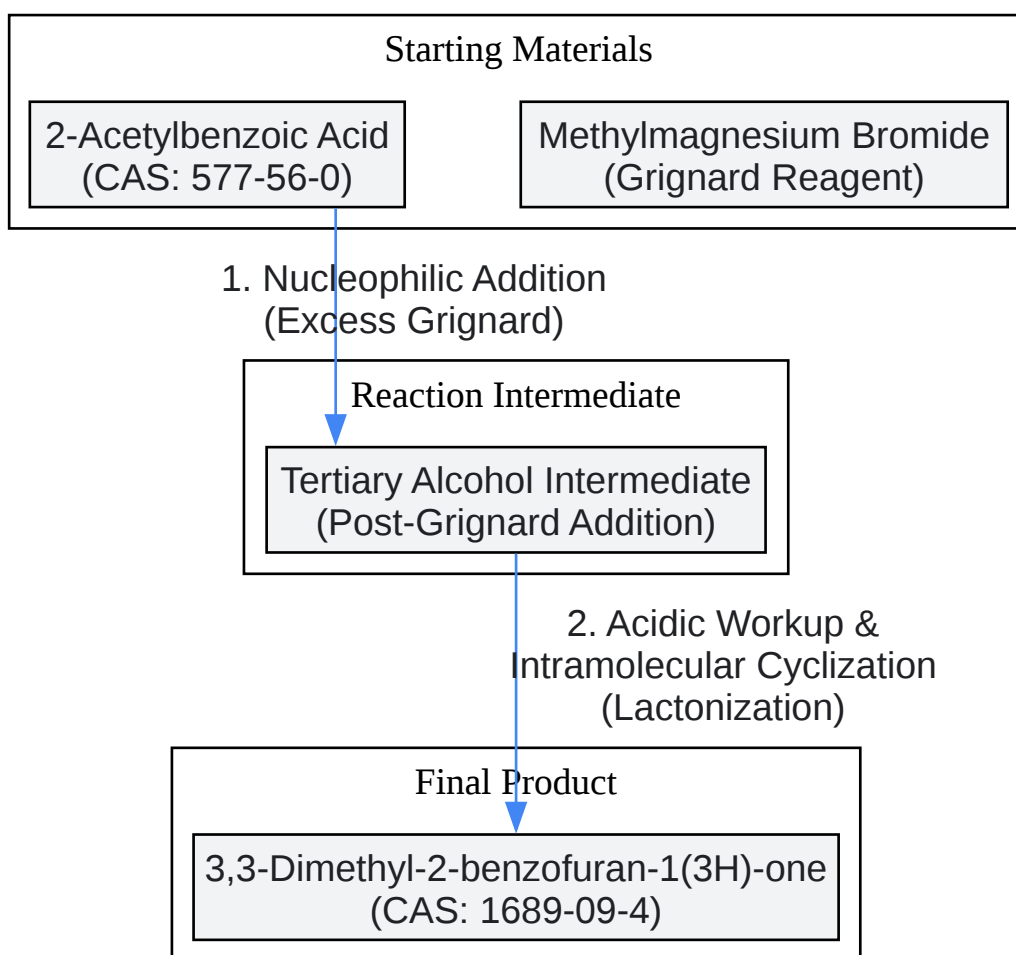 Starting Materials
2-Acetylbenzoic Acid
(CAS: 577-56-0)
Methylmagnesium Bromide
(Grignard Reagent)
1. Nucleophilic Addition
(Excess Grignard)
Reaction Intermediate
Tertiary Alcohol Intermediate
(Post-Grignard Addition)
2. Acidic Workup &
Intramolecular Cyclization
(Lactonization)
Final Product
3,3-Dimethyl-2-benzofuran-1(3H)-one
(CAS: 1689-09-4)